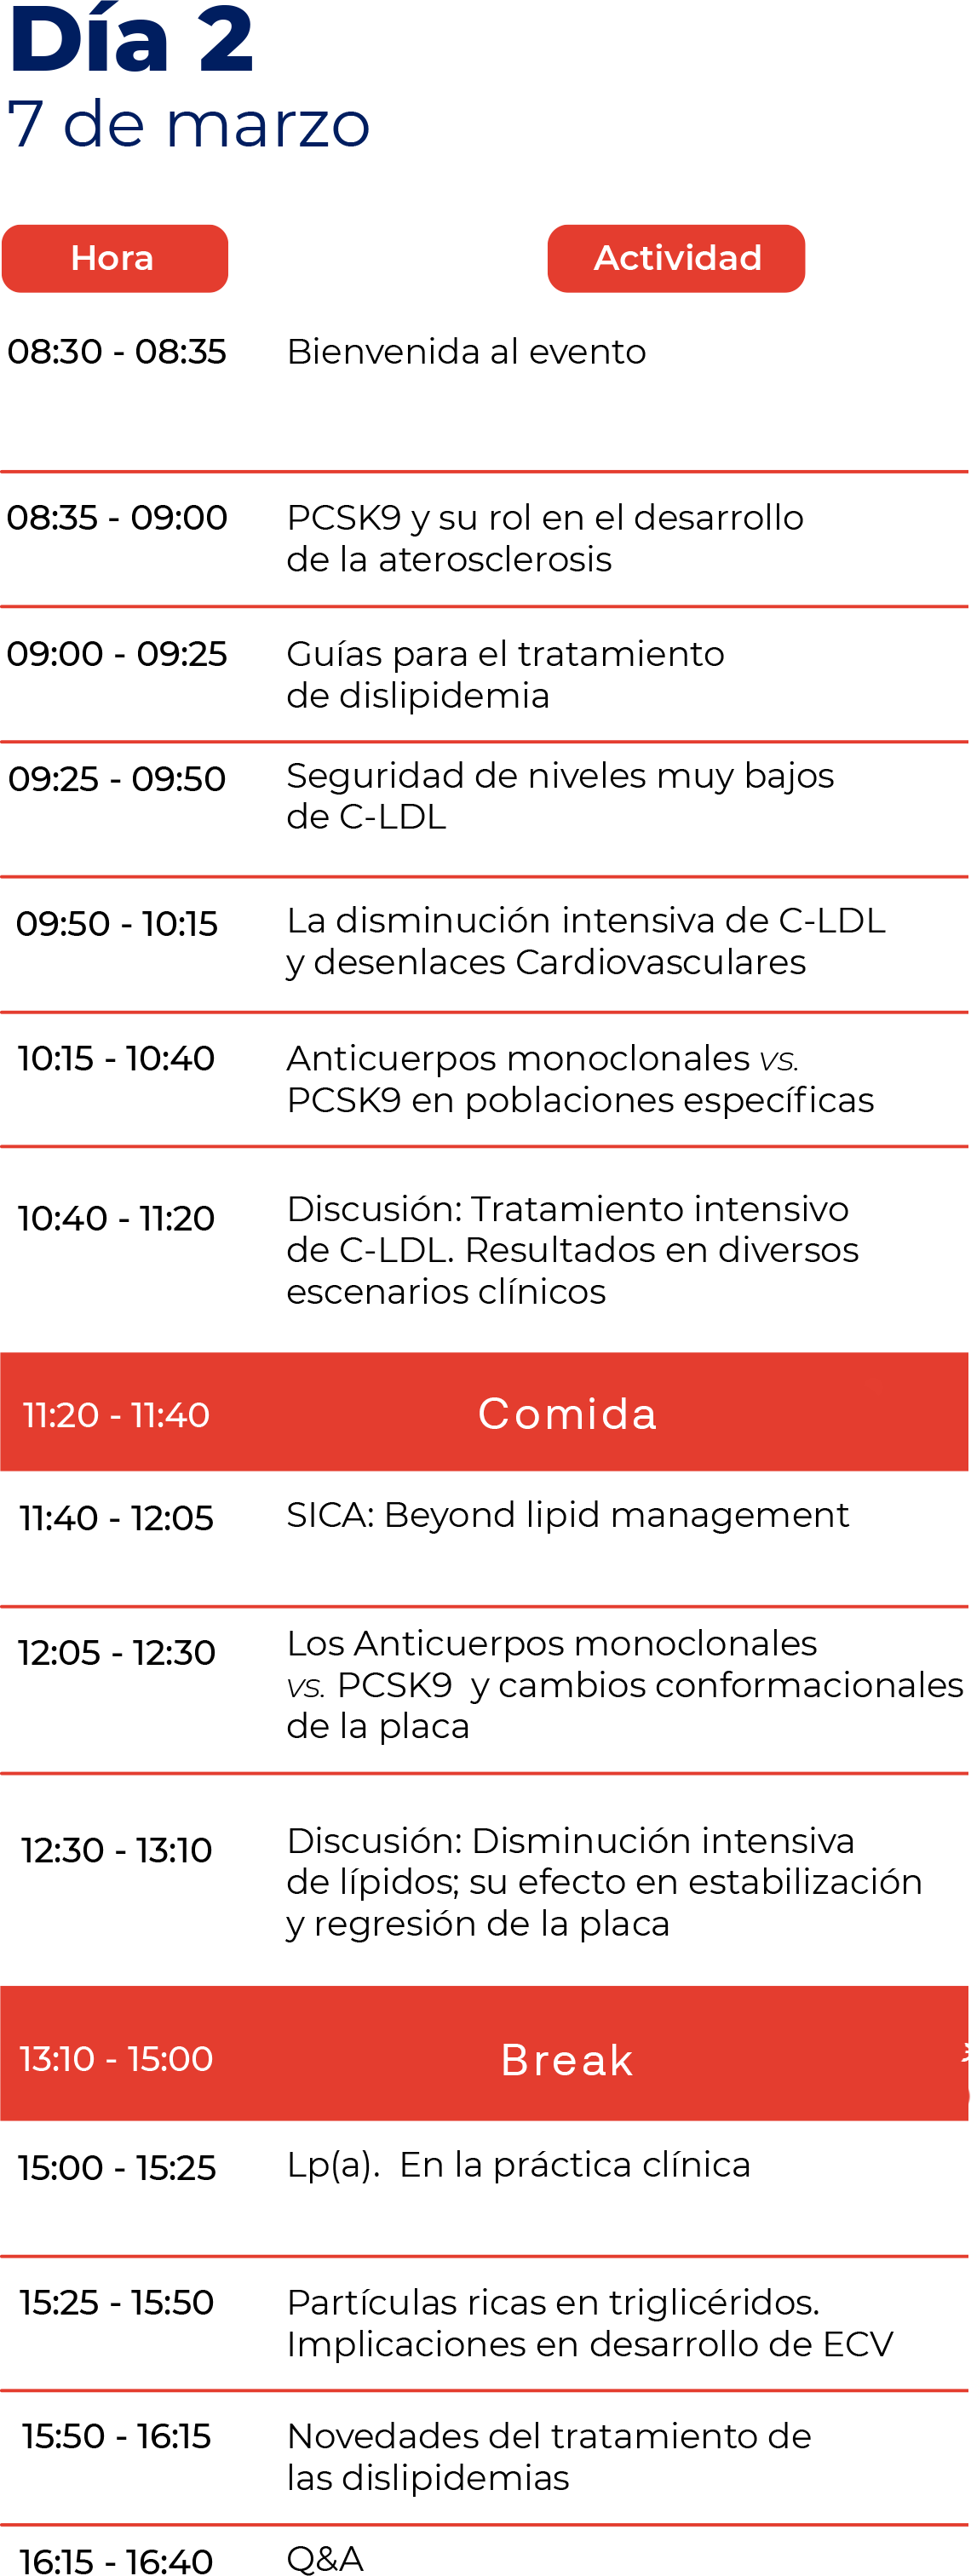 Día 2
7 de marzo
Hora Actividad
08:30 - 08:35 Bienvenida al evento
08:35 - 09:00 PCSK9 y su rol en el desarrollo
de la aterosclerosis
09:00 - 09:25 Guías para el tratamiento
de dislipidemia
09:25 - 09:50 Seguridad de niveles muy bajos
de C-LDL
09:50 - 10:15 La disminución intensiva de C-LDL
y desenlaces Cardiovasculares
10:15 - 10:40 Anticuerpos monoclonales vs.
PCSK9 en poblaciones específicas
10:40 - 11:20 Discusión: Tratamiento intensivo
de C-LDL. Resultados en diversos
escenarios clínicos
11:20 - 11:40 Comida
11:40 - 12:05 SICA: Beyond lipid management
12:05 - 12:30 Los Anticuerpos monoclonales
vs. PCSK9  y cambios conformacionales
de la placa
12:30 - 13:10 Discusión: Disminución intensiva
de lípidos; su efecto en estabilización
y regresión de la placa
13:10 - 15:00 Break
15:00 - 15:25 Lp(a).  En la práctica clínica
15:25 - 15:50 Partículas ricas en triglicéridos.
Implicaciones en desarrollo de ECV
15:50 - 16:15 Novedades del tratamiento de
las dislipidemias
16:15 - 16:40 Q&A